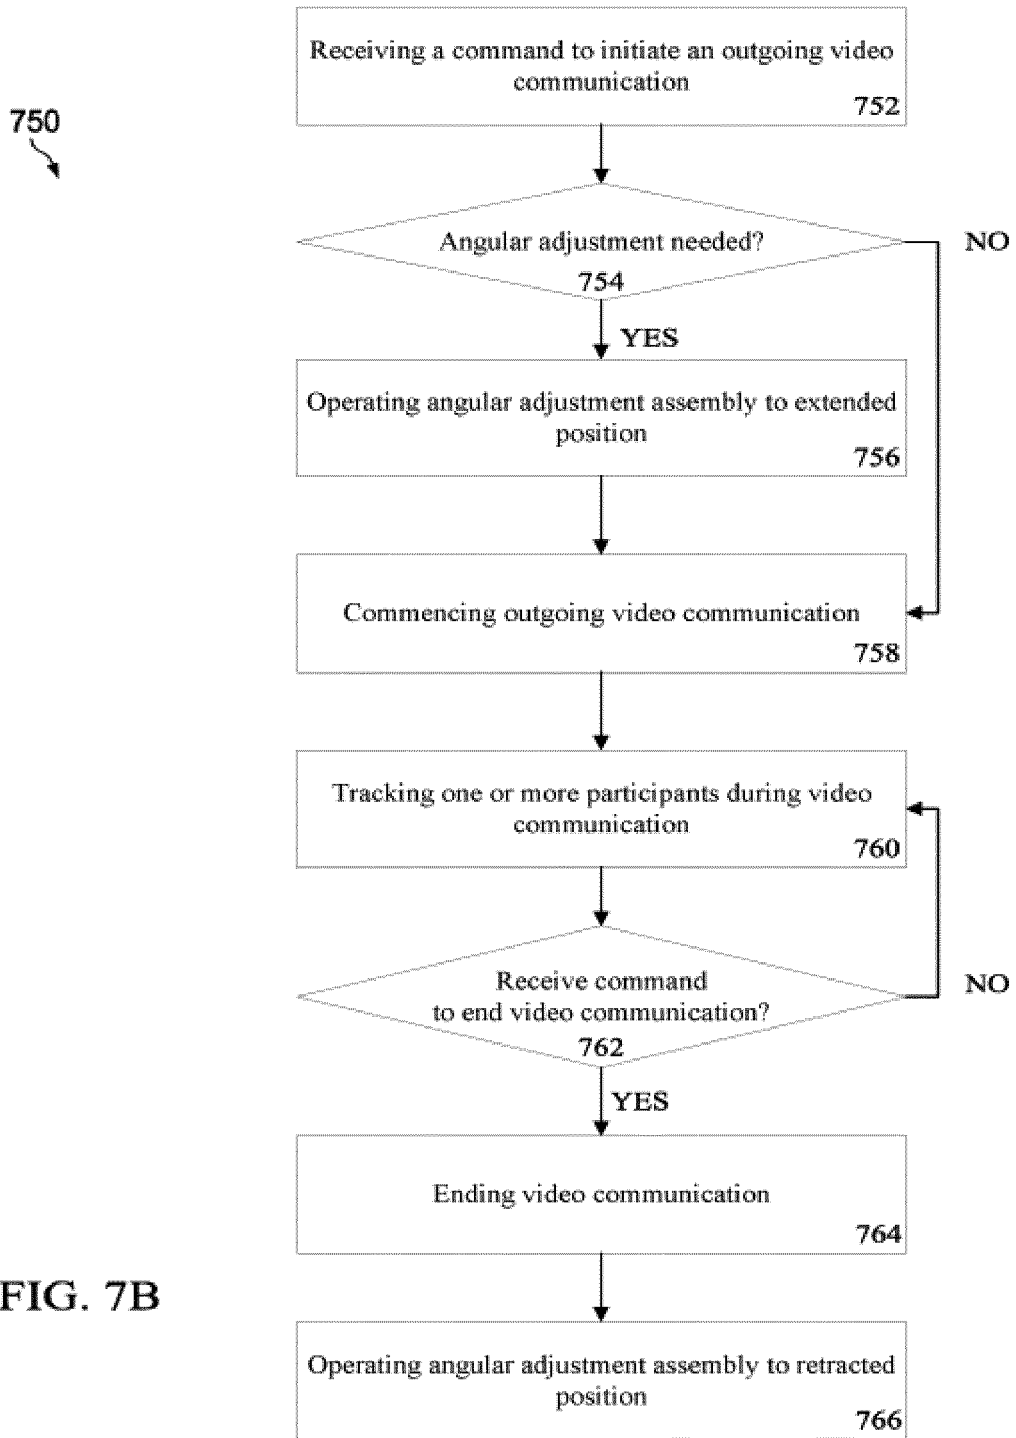 Receiving a command to initiate an outgoing video
communication
752
750
Angular adjustment needed?
NO
754
YES
Operating angular adjustment assembly to extended
position
756
Commencing outgoing video communication
758
Tracking one or more participants during video
communication
760
Receive command
to end video communication?
NO
762
YES
Ending video communication
764
FIG. 7B
Operating angular adjustment assembly to retracted
position
766